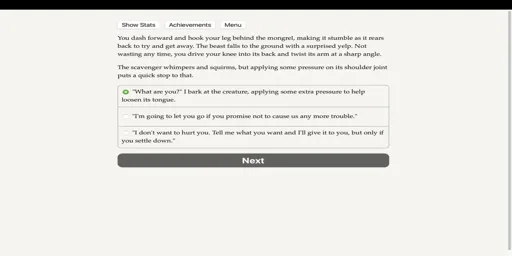 Show Stats Achievements Menu
You dash forward and hook your leg behind the mongrel, making it stumble as it rears
back to try and get away. The beast falls to the ground with a surprised yelp. Not
wasting any time, you drive your knee into its back and twist its arm at a sharp angle.
The scavenger whimpers and squirms, but applying some pressure on its shoulder joint
puts a quick stop to that.
"What are you?" I bark at the creature, applying some extra pressure to help
loosen its tongue.
"I'm going to let you go if you promise not to cause us any more trouble."
"I don't want to hurt you. Tell me what you want and I'll give it to you, but only if
you settle down."
Next